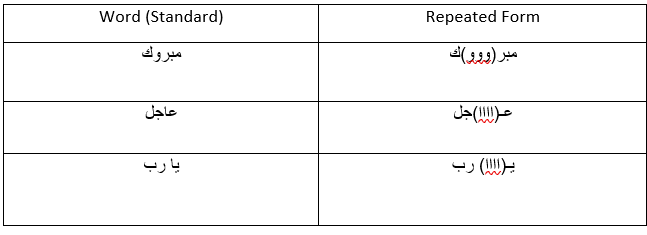 Word (Standard) Repeated Form
مبروك مبر(ووو)ك
عاجل عـ(اااا)جل
يا رب يـ(اااا) رب